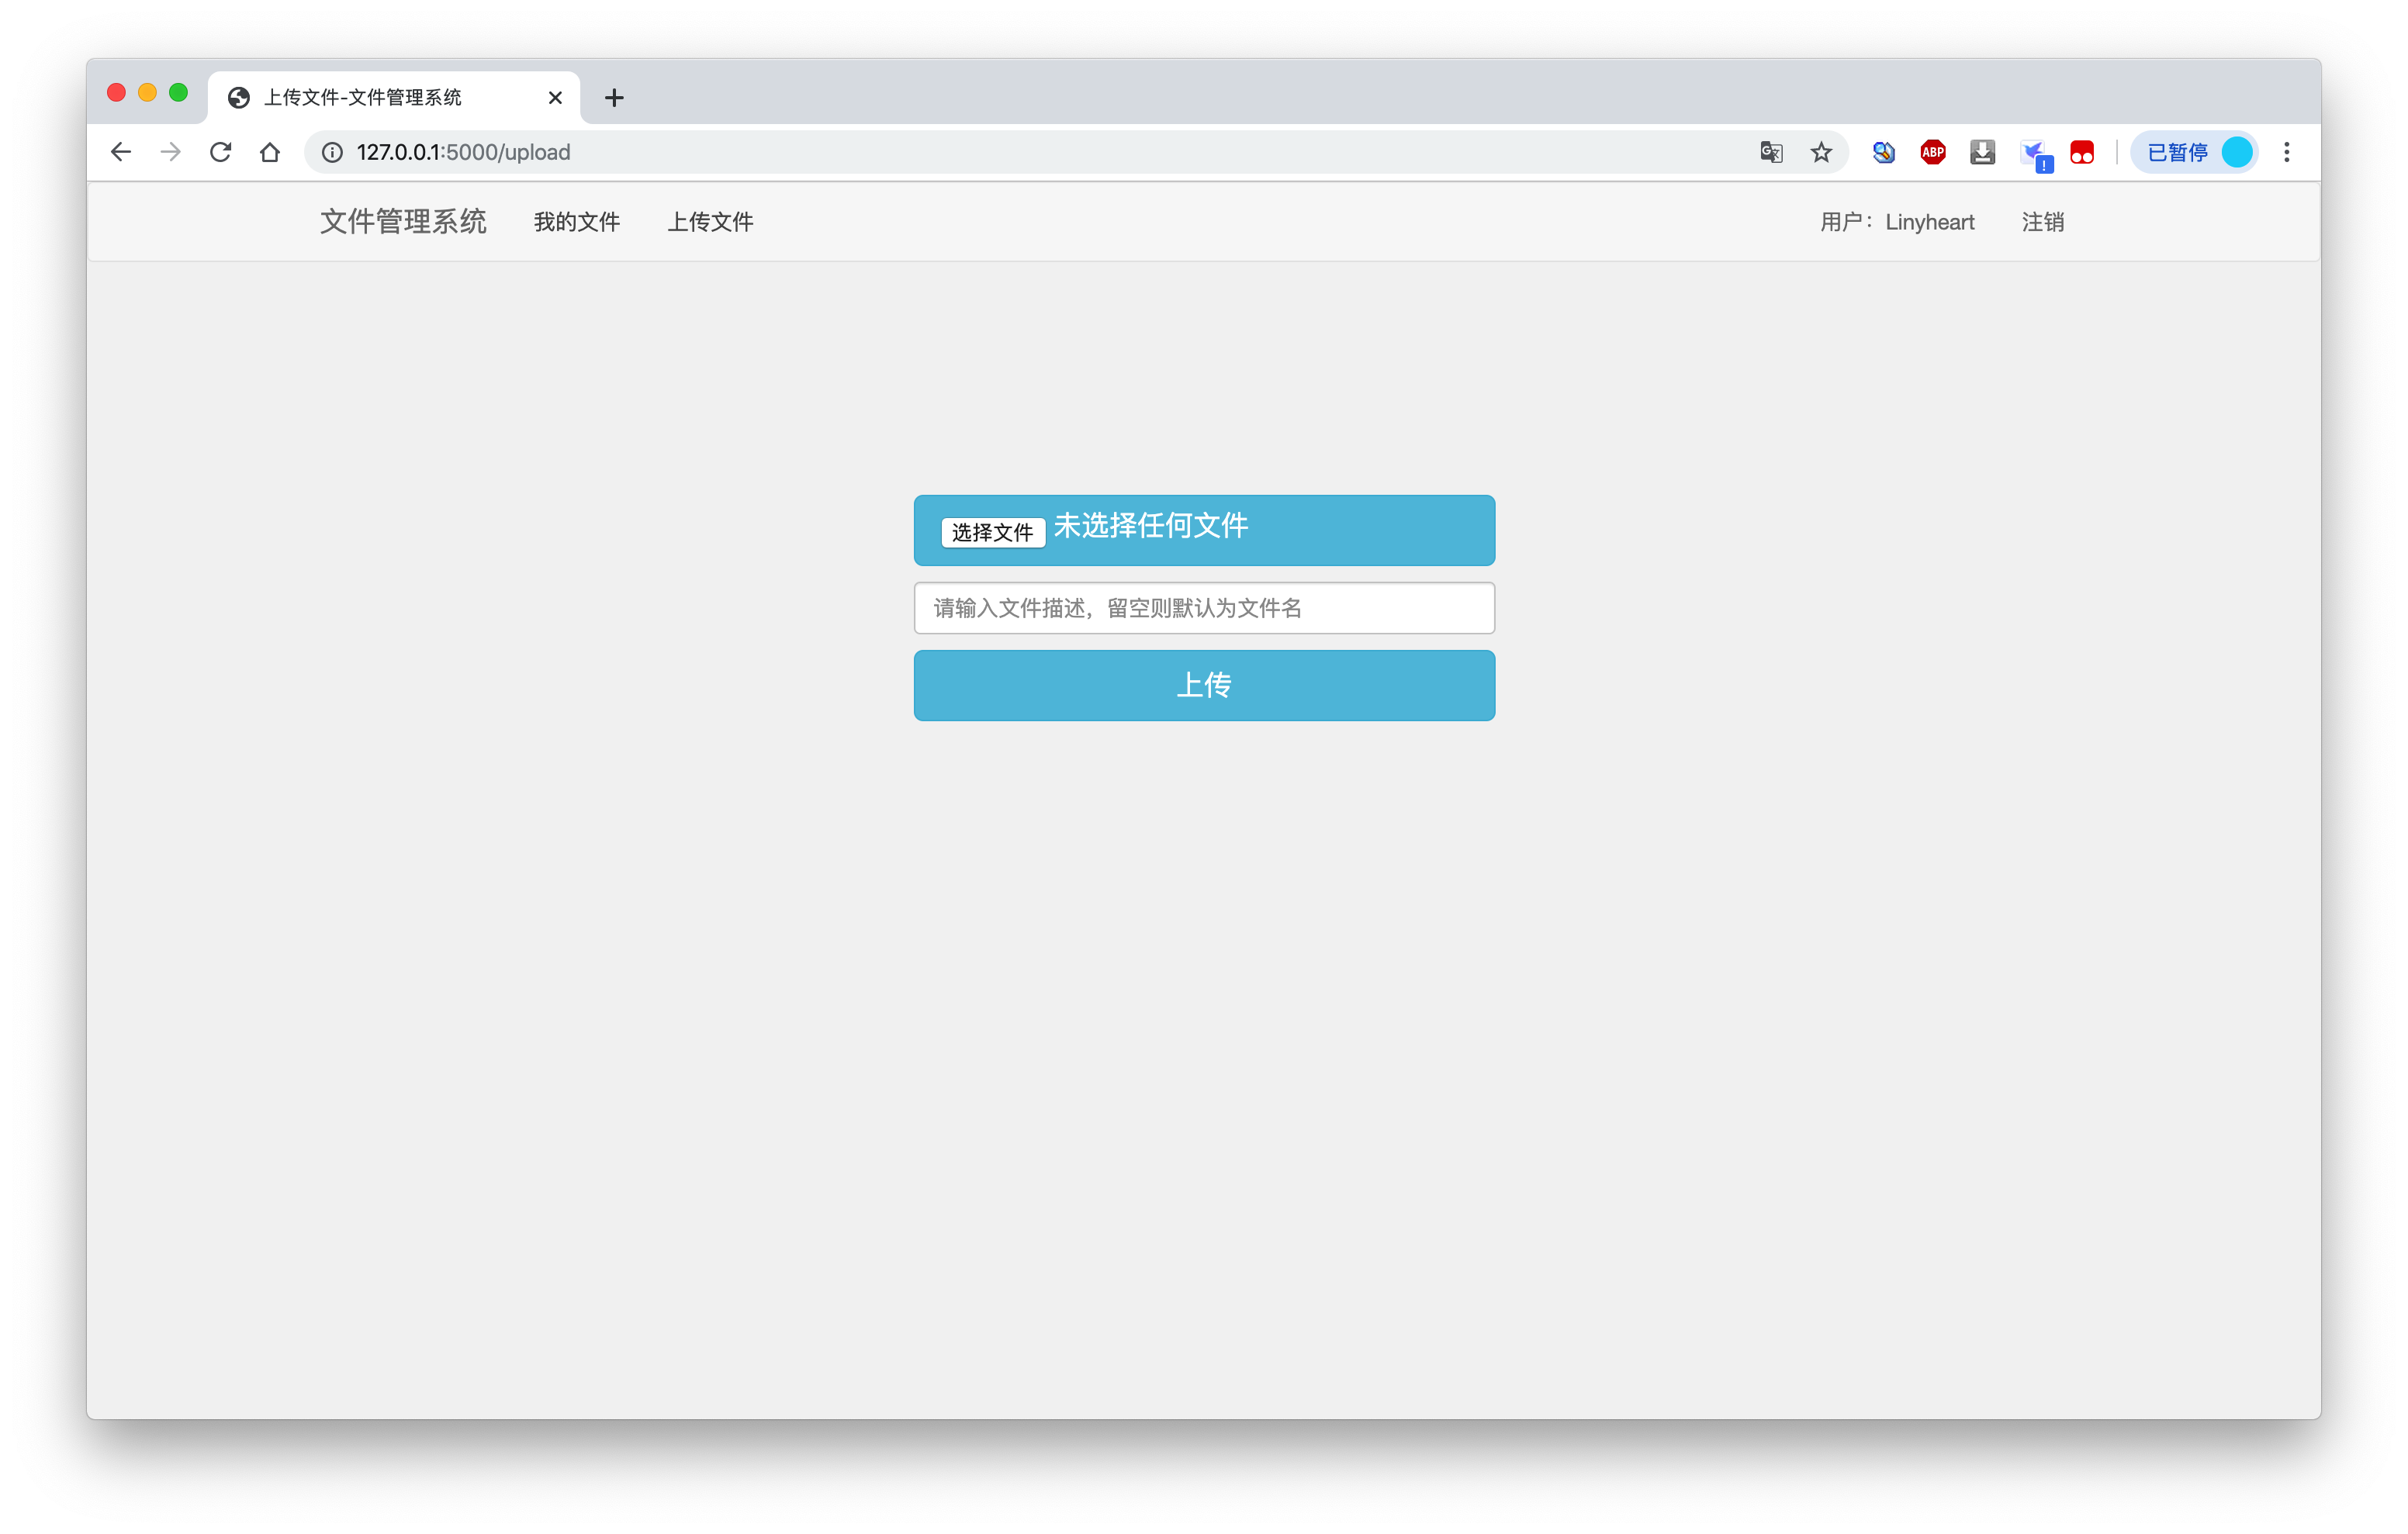 上传文件-文件管理系统
127.0.0.1:5000/upload
ABP
!
已暂停
文件管理系统 我的文件 上传文件 用户：Linyheart 注销
选择文件 未选择任何文件
请输入文件描述，留空则默认为文件名
上传